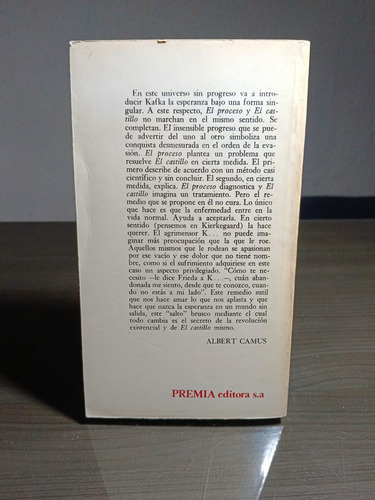 En este universo sin progreso va a intro-
ducir Kafka la esperanza bajo una forma sin-
gular. A este respecto, El proceso y El cas-
tillo no marchan en el mismo sentido. Se
completan. El insensible progreso que se pue-
de advertir del uno al otro simboliza una
conquista desmesurada en el orden de la eva-
sión. El proceso plantea un problema que
resuelve El castillo en cierta medida. El pri-
mero describe de acuerdo con un método casi
científico y sin concluir. El segundo, en cierta
medida, explica. El proceso diagnostica y El
castillo imagina un tratamiento. Pero el reme-
dio que se propone en él no cura. Lo único
que hace es que la enfermedad entre en la
vida normal. Ayuda a aceptarla. En cierto
sentido (pensemos en Kierkegaard) la hace
querer. El agrimensor K... no puede ima-
ginar más preocupación que la que le roe.
Aquellos mismos que le rodean se apasionan
por ese vacío y ese dolor que no tiene nombre,
como si el sufrimiento adquiriese en este
caso un aspecto privilegiado. "Cómo te ne-
cesito —le dice Frieda a K...—, cuán aban-
donada me siento, desde que te conozco, cuan-
do no estás a mi lado". Este remedio sutil
que nos hace amar lo que nos aplasta y que
hace que nazca la esperanza en un mundo sin
salida, este "salto" brusco mediante el cual
todo cambia es el secreto de la revolución
existencial y de El castillo mismo.
ALBERT CAMUS
PREMIA editora s.a